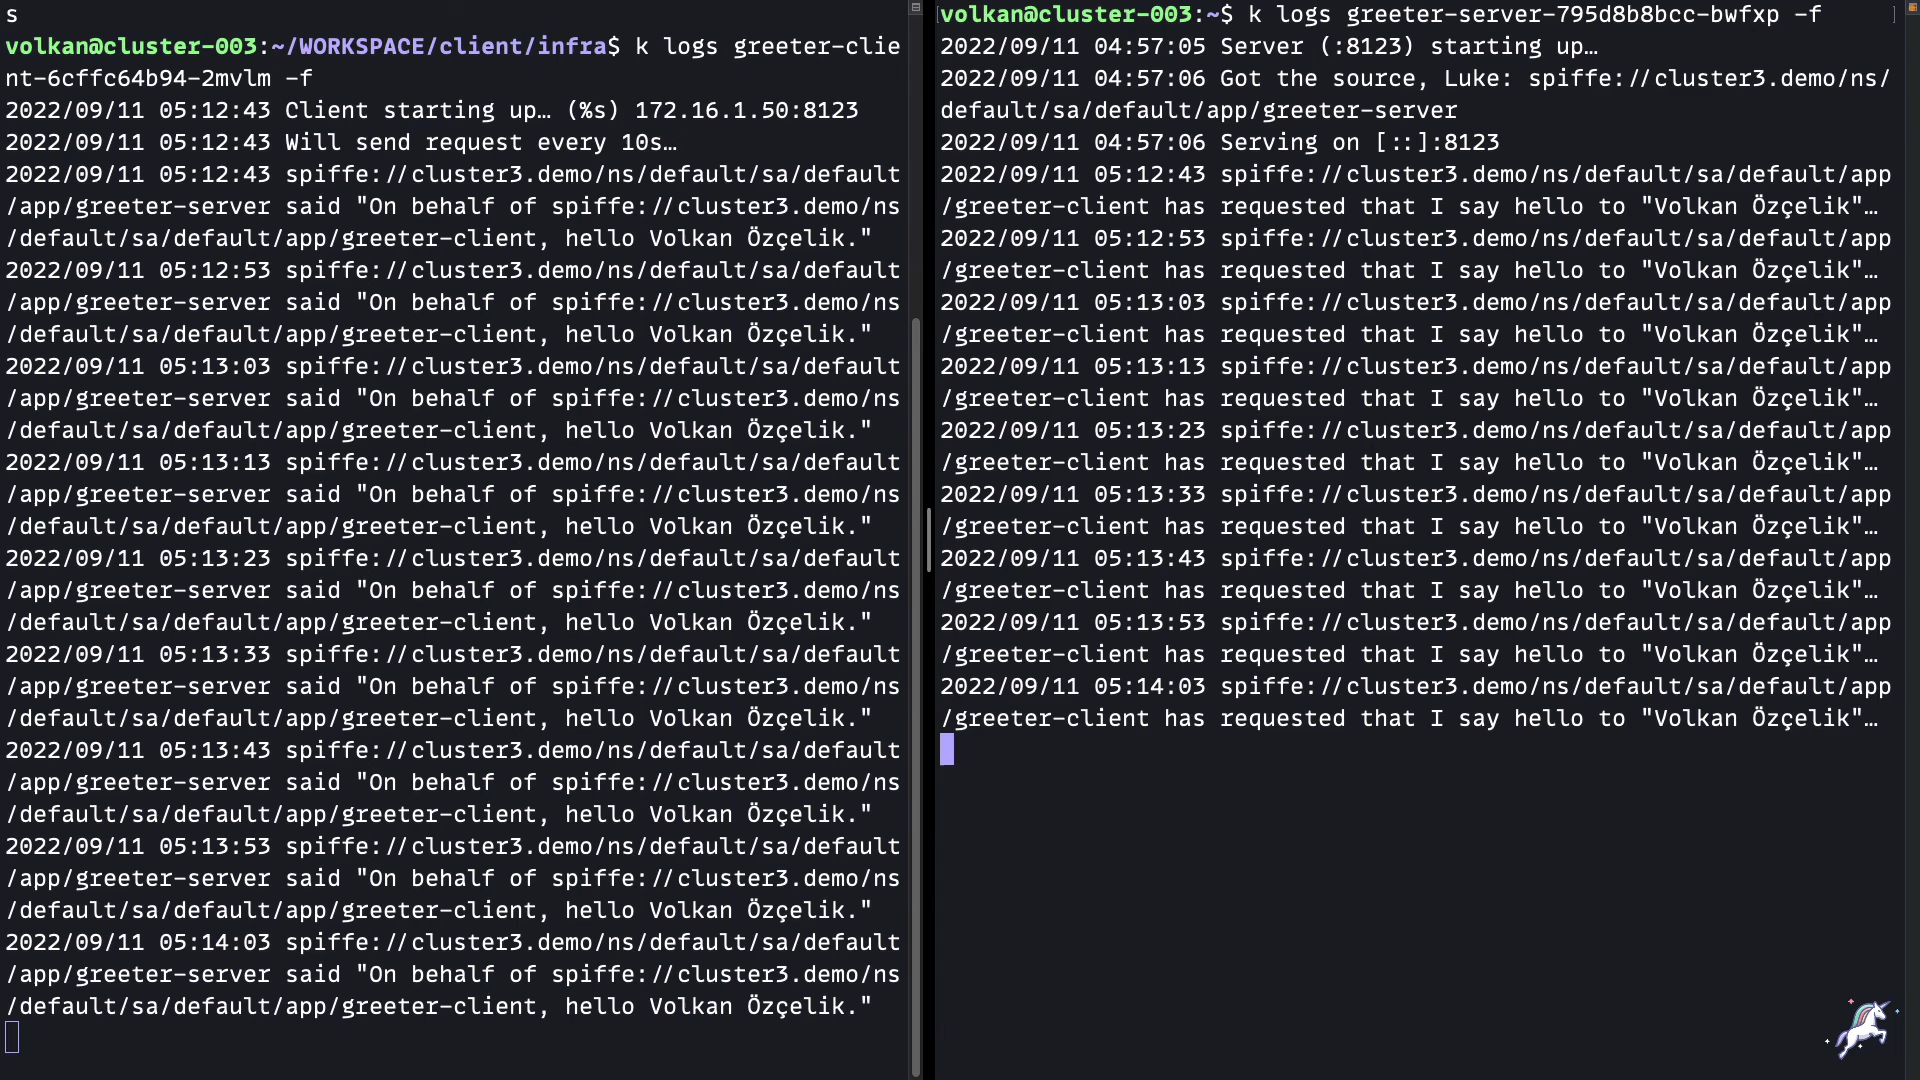 s
volkan@cluster-003:~/WORKSPACE/client/infra$ k logs greeter-clie
nt-6cffc64b94-2mvlm -f
2022/09/11 05:12:43 Client starting up… (%s) 172.16.1.50:8123
2022/09/11 05:12:43 Will send request every 10s…
2022/09/11 05:12:43 spiffe://cluster3.demo/ns/default/sa/default
/app/greeter-server said "On behalf of spiffe://cluster3.demo/ns
/default/sa/default/app/greeter-client, hello Volkan Özçelik."
2022/09/11 05:12:53 spiffe://cluster3.demo/ns/default/sa/default
/app/greeter-server said "On behalf of spiffe://cluster3.demo/ns
/default/sa/default/app/greeter-client, hello Volkan Özçelik."
2022/09/11 05:13:03 spiffe://cluster3.demo/ns/default/sa/default
/app/greeter-server said "On behalf of spiffe://cluster3.demo/ns
/default/sa/default/app/greeter-client, hello Volkan Özçelik."
2022/09/11 05:13:13 spiffe://cluster3.demo/ns/default/sa/default
/app/greeter-server said "On behalf of spiffe://cluster3.demo/ns
/default/sa/default/app/greeter-client, hello Volkan Özçelik."
2022/09/11 05:13:23 spiffe://cluster3.demo/ns/default/sa/default
/app/greeter-server said "On behalf of spiffe://cluster3.demo/ns
/default/sa/default/app/greeter-client, hello Volkan Özçelik."
2022/09/11 05:13:33 spiffe://cluster3.demo/ns/default/sa/default
/app/greeter-server said "On behalf of spiffe://cluster3.demo/ns
/default/sa/default/app/greeter-client, hello Volkan Özçelik."
2022/09/11 05:13:43 spiffe://cluster3.demo/ns/default/sa/default
/app/greeter-server said "On behalf of spiffe://cluster3.demo/ns
/default/sa/default/app/greeter-client, hello Volkan Özçelik."
2022/09/11 05:13:53 spiffe://cluster3.demo/ns/default/sa/default
/app/greeter-server said "On behalf of spiffe://cluster3.demo/ns
/default/sa/default/app/greeter-client, hello Volkan Özçelik."
2022/09/11 05:14:03 spiffe://cluster3.demo/ns/default/sa/default
/app/greeter-server said "On behalf of spiffe://cluster3.demo/ns
/default/sa/default/app/greeter-client, hello Volkan Özçelik."
volkan@cluster-003:~$ k logs greeter-server-795d8b8bcc-bwfxp -f
2022/09/11 04:57:05 Server (:8123) starting up…
2022/09/11 04:57:06 Got the source, Luke: spiffe://cluster3.demo/ns/
default/sa/default/app/greeter-server
2022/09/11 04:57:06 Serving on [::]:8123
2022/09/11 05:12:43 spiffe://cluster3.demo/ns/default/sa/default/app
/greeter-client has requested that I say hello to "Volkan Özçelik"…
2022/09/11 05:12:53 spiffe://cluster3.demo/ns/default/sa/default/app
/greeter-client has requested that I say hello to "Volkan Özçelik"…
2022/09/11 05:13:03 spiffe://cluster3.demo/ns/default/sa/default/app
/greeter-client has requested that I say hello to "Volkan Özçelik"…
2022/09/11 05:13:13 spiffe://cluster3.demo/ns/default/sa/default/app
/greeter-client has requested that I say hello to "Volkan Özçelik"…
2022/09/11 05:13:23 spiffe://cluster3.demo/ns/default/sa/default/app
/greeter-client has requested that I say hello to "Volkan Özçelik"…
2022/09/11 05:13:33 spiffe://cluster3.demo/ns/default/sa/default/app
/greeter-client has requested that I say hello to "Volkan Özçelik"…
2022/09/11 05:13:43 spiffe://cluster3.demo/ns/default/sa/default/app
/greeter-client has requested that I say hello to "Volkan Özçelik"…
2022/09/11 05:13:53 spiffe://cluster3.demo/ns/default/sa/default/app
/greeter-client has requested that I say hello to "Volkan Özçelik"…
2022/09/11 05:14:03 spiffe://cluster3.demo/ns/default/sa/default/app
/greeter-client has requested that I say hello to "Volkan Özçelik"…